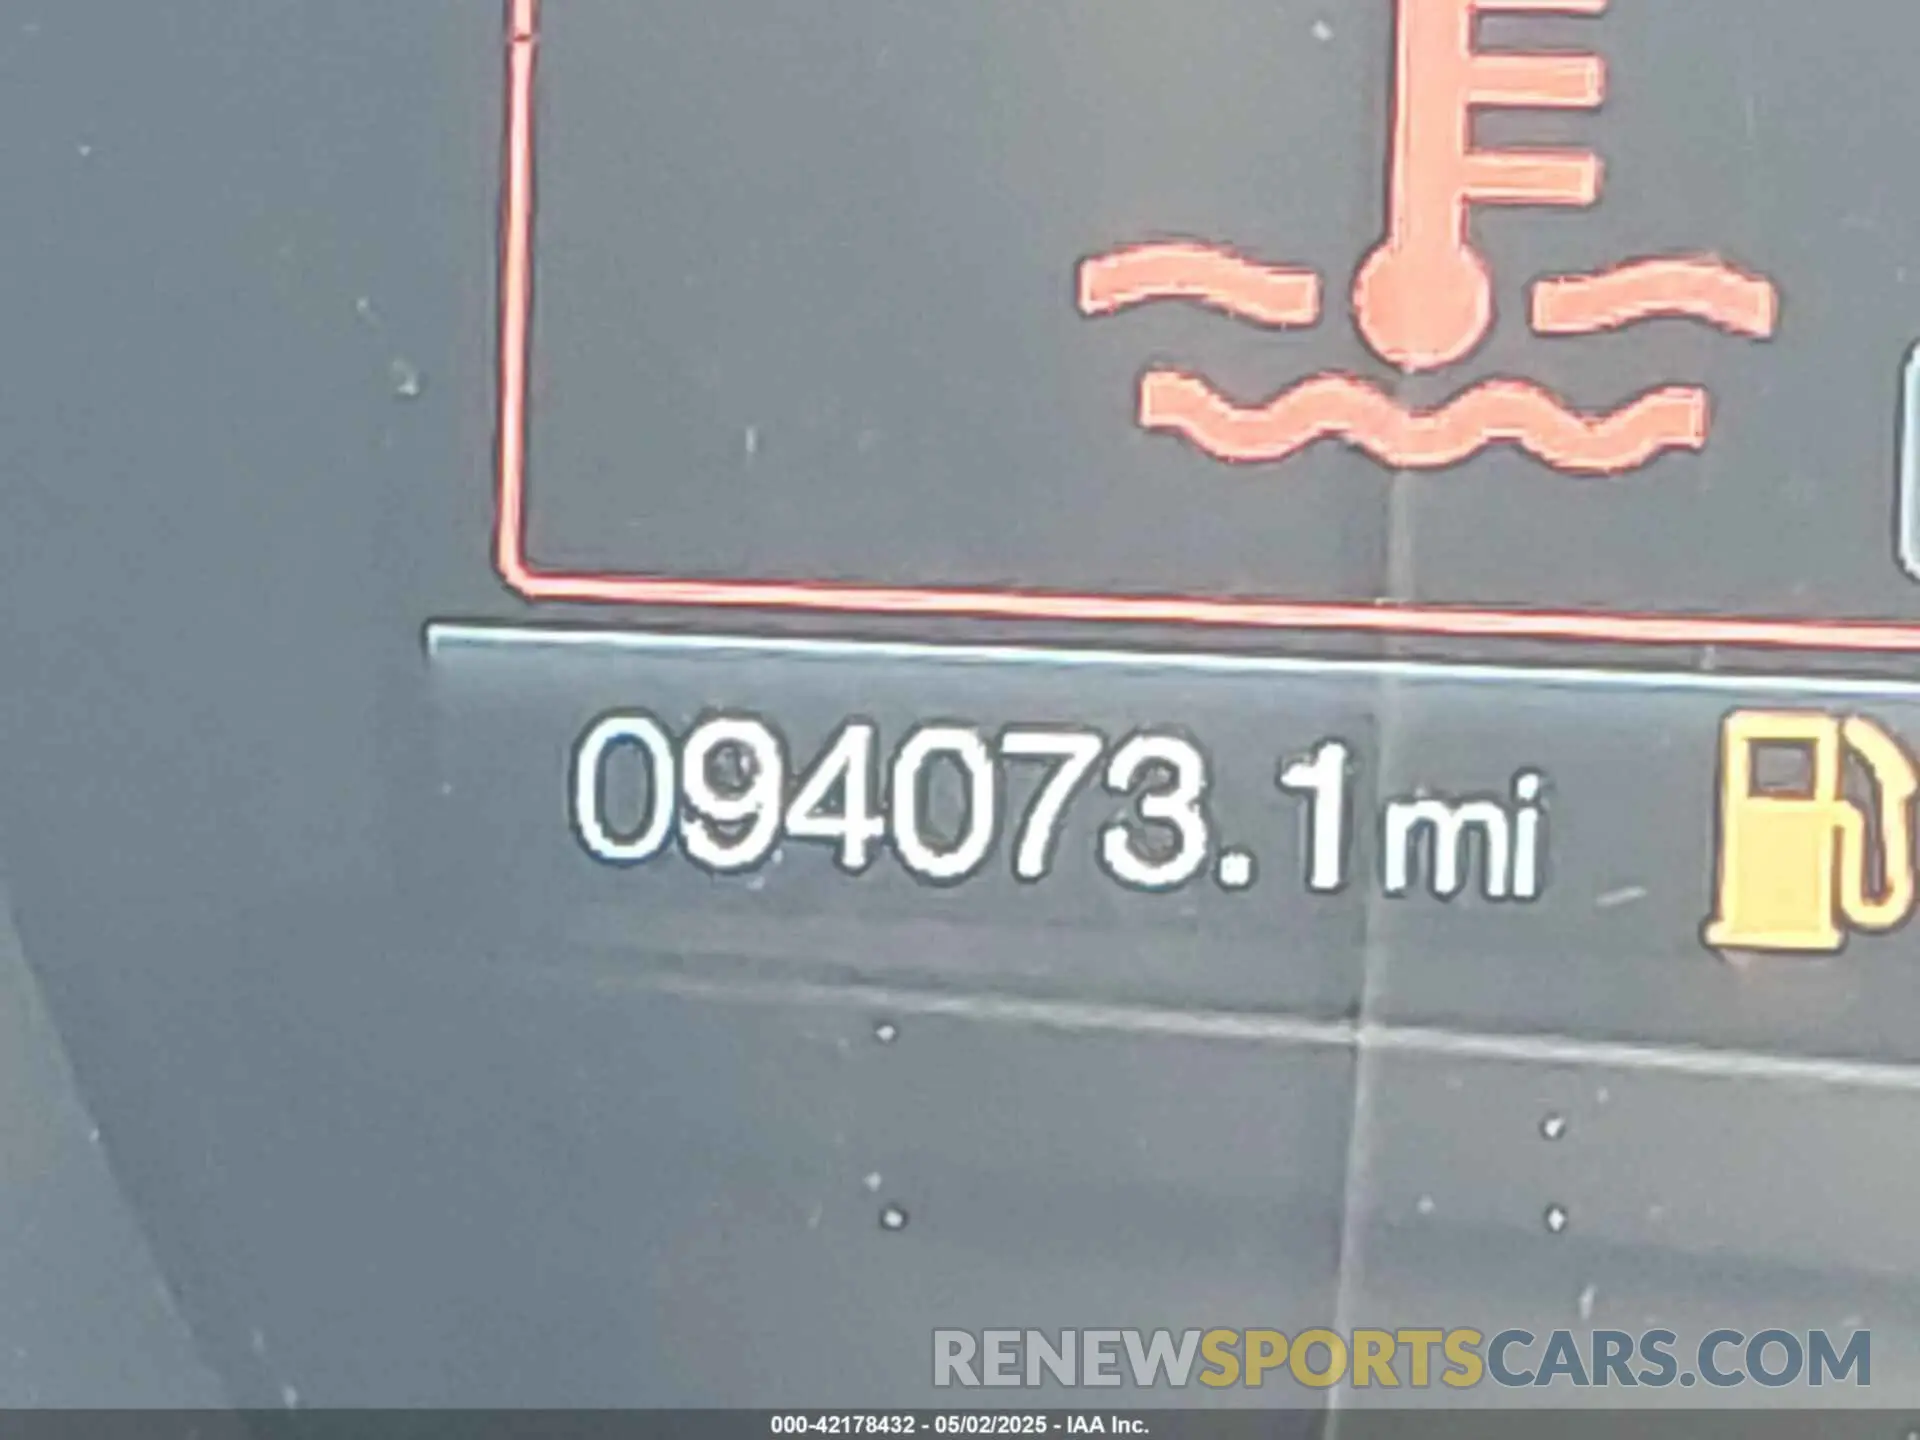 094073.1mi
RENEWSPORTSCARS.COM
000-42178432 - 05/02/2025 - IAA Inc.